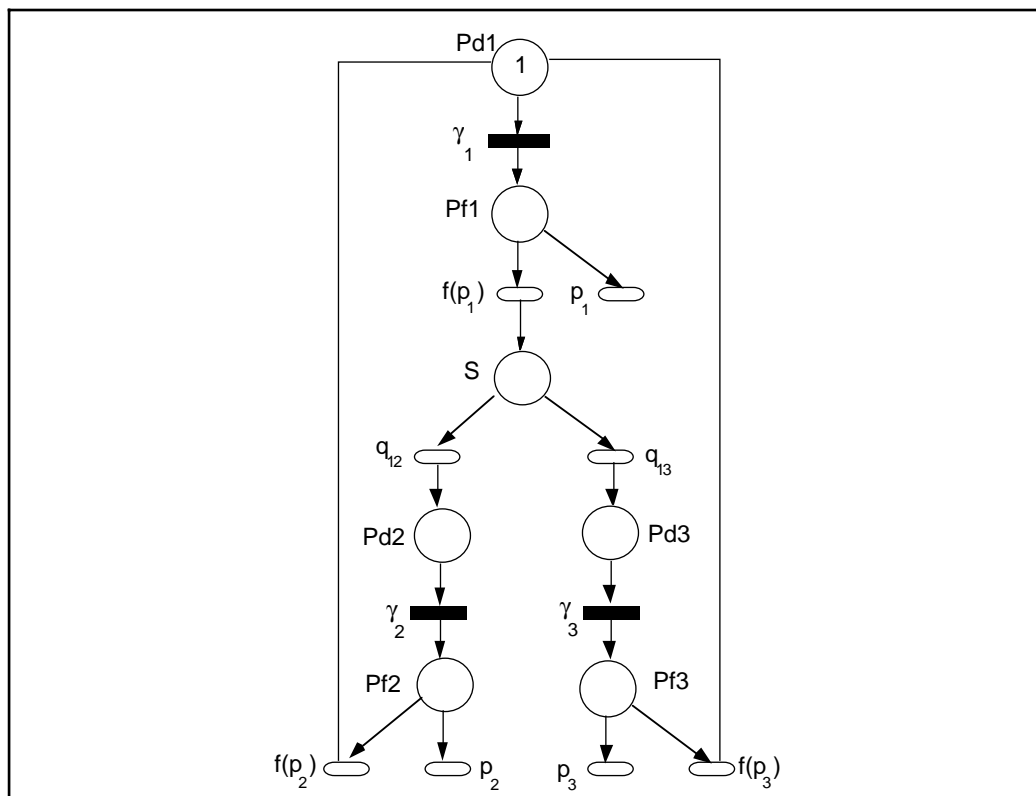 Pd1
1
γ1
Pf1
f(p1) p1
S
q12 q13
Pd2 Pd3
γ2 γ3
Pf2 Pf3
f(p2) p2 p3 f(p3)